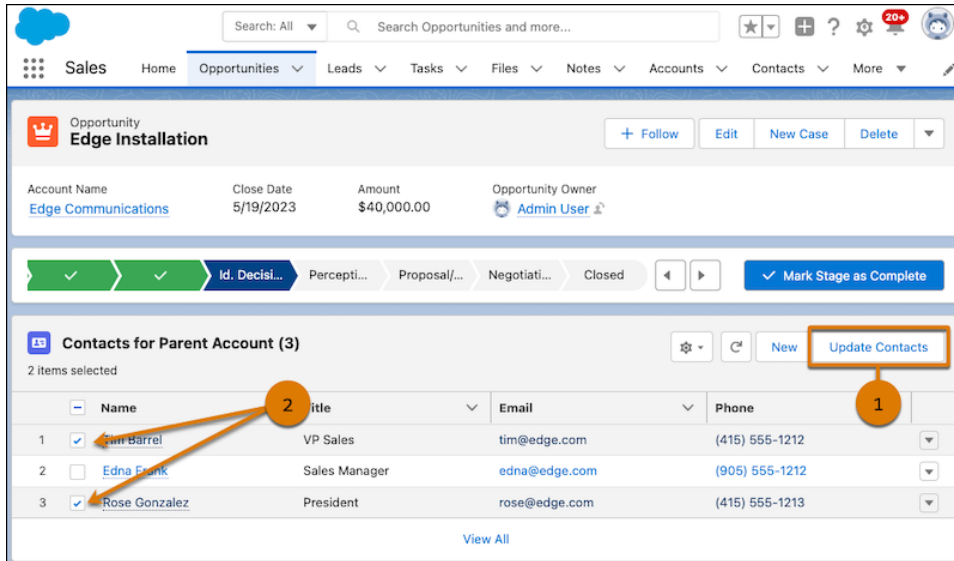 Search: All Search Opportunities and more... 20+
Sales Home Opportunities Leads Tasks Files Notes Accounts Contacts More
Opportunity
Edge Installation
+ Follow Edit New Case Delete
Account Name Close Date Amount Opportunity Owner
Edge Communications 5/19/2023 $40,000.00 Admin User
Id. Decisi... Percepti... Proposal/... Negotiati... Closed Mark Stage as Complete
Contacts for Parent Account (3) New Update Contacts
2 items selected
Name 2 itle Email Phone 1
1 Tim Barrel VP Sales tim@edge.com (415) 555-1212
2 Edna Frank Sales Manager edna@edge.com (905) 555-1212
3 Rose Gonzalez President rose@edge.com (415) 555-1213
View All